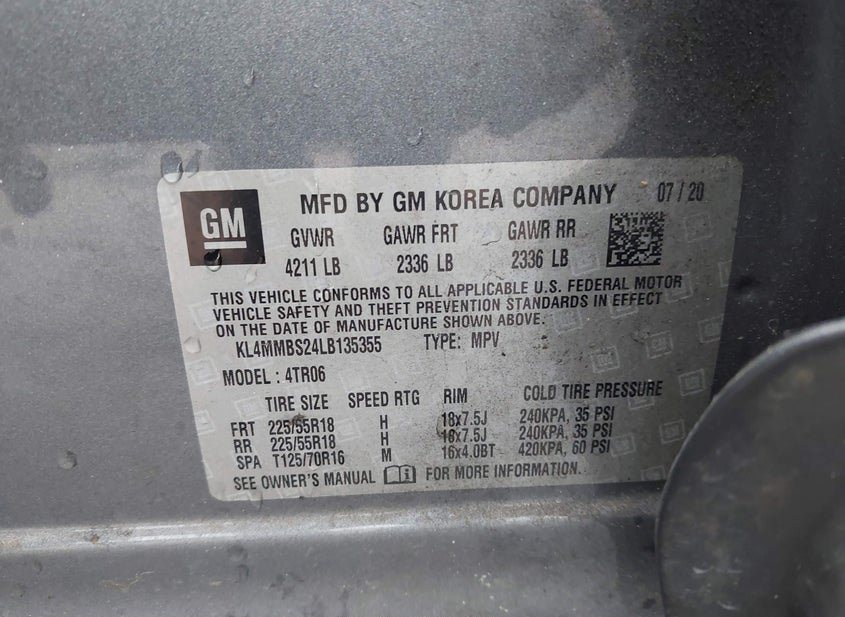 GM
MFD BY GM KOREA COMPANY 07/20
GVWR GAWR FRT GAWR RR
4211 LB 2336 LB 2336 LB
THIS VEHICLE CONFORMS TO ALL APPLICABLE U.S. FEDERAL MOTOR
VEHICLE SAFETY AND THEFT PREVENTION STANDARDS IN EFFECT
ON THE DATE OF MANUFACTURE SHOWN ABOVE.
KL4MMBS24LB135355 TYPE: MPV
MODEL : 4TR06
TIRE SIZE SPEED RTG RIM COLD TIRE PRESSURE
FRT 225/55R18 H 18x7.5J 240KPA, 35 PSI
RR 225/55R18 H 18x7.5J 240KPA, 35 PSI
SPA T125/70R16 M 16x4.0BT 420KPA, 60 PSI
SEE OWNER'S MANUAL FOR MORE INFORMATION.